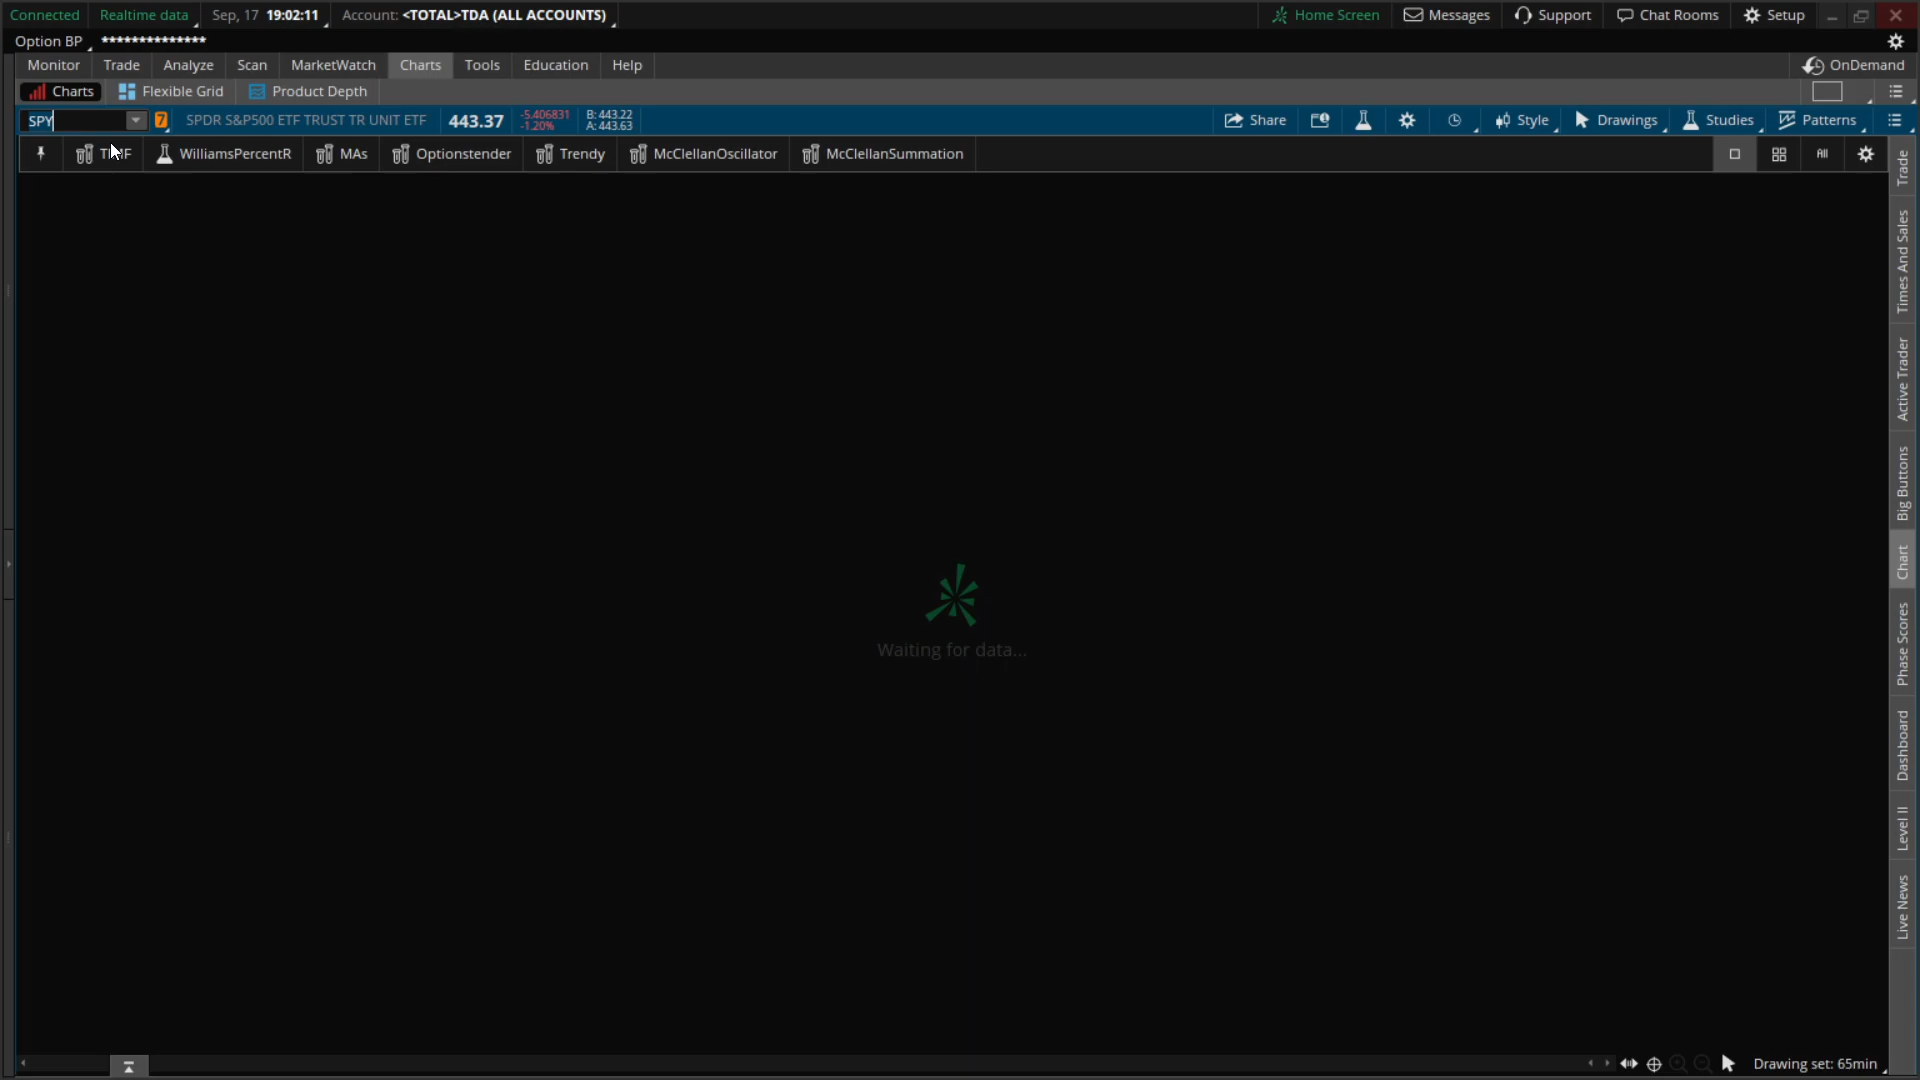 Connected Realtime data Sep, 17 19:02:11 Account: <TOTAL>TDA (ALL ACCOUNTS) Home Screen Messages Support Chat Rooms Setup
Option BP **************
Monitor Trade Analyze Scan MarketWatch Charts Tools Education Help OnDemand
Charts Flexible Grid Product Depth
SPY 7 SPDR S&P500 ETF TRUST TR UNIT ETF 443.37 -5.406831 B: 443.22 Share Style Drawings Studies Patterns
-1.20% A: 443.63
WilliamsPercentR MAs Optionstender Trendy McClellanOscillator McClellanSummation All
Trade
Times And Sales
Active Trader
Big Buttons
Chart
Phase Scores
Dashboard
Level II
Live News
Waiting for data...
Drawing set: 65min